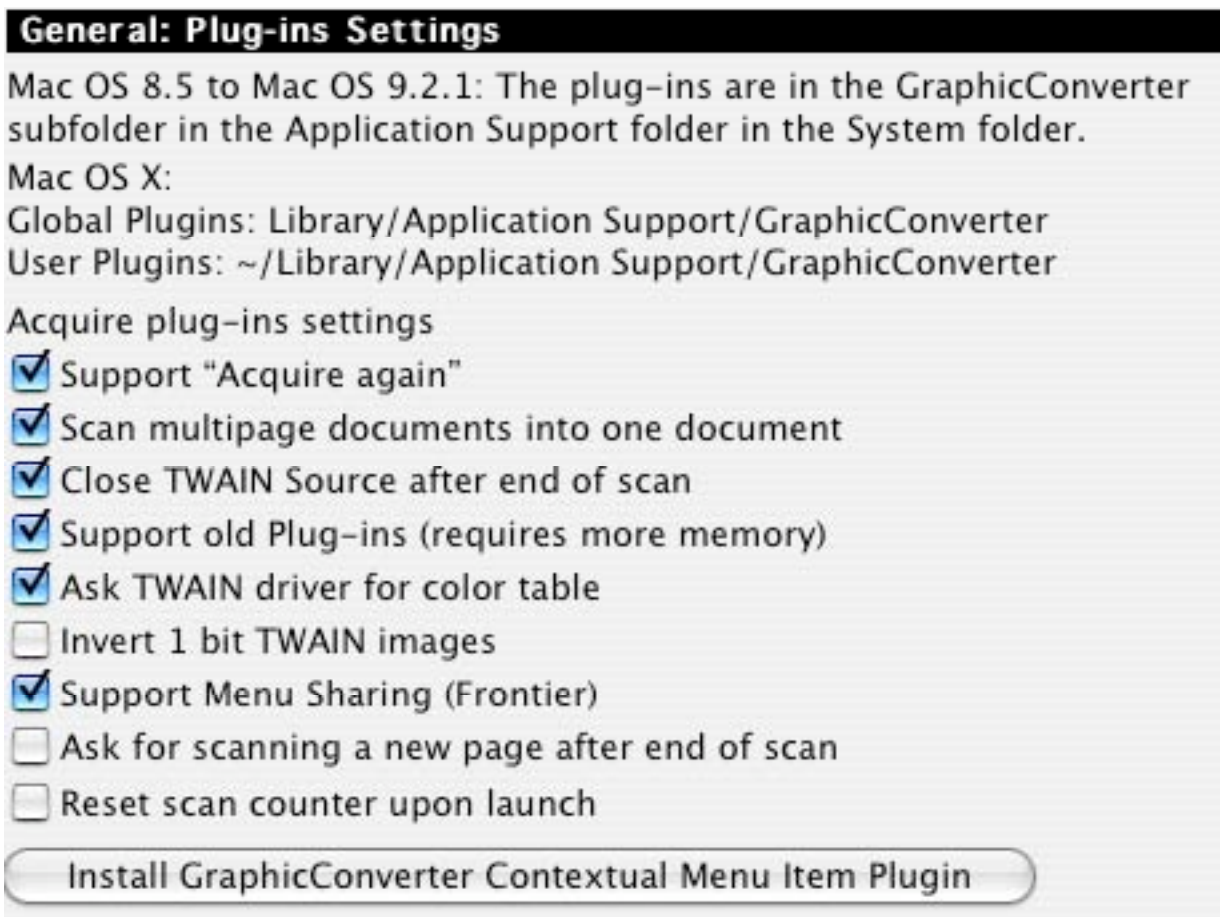 General: Plug-ins Settings
Mac OS 8.5 to Mac OS 9.2.1: The plug-ins are in the GraphicConverter
subfolder in the Application Support folder in the System folder.
Mac OS X:
Global Plugins: Library/Application Support/GraphicConverter
User Plugins: ~/Library/Application Support/GraphicConverter
Acquire plug-ins settings
Support “Acquire again”
Scan multipage documents into one document
Close TWAIN Source after end of scan
Support old Plug-ins (requires more memory)
Ask TWAIN driver for color table
Invert 1 bit TWAIN images
Support Menu Sharing (Frontier)
Ask for scanning a new page after end of scan
Reset scan counter upon launch
Install GraphicConverter Contextual Menu Item Plugin